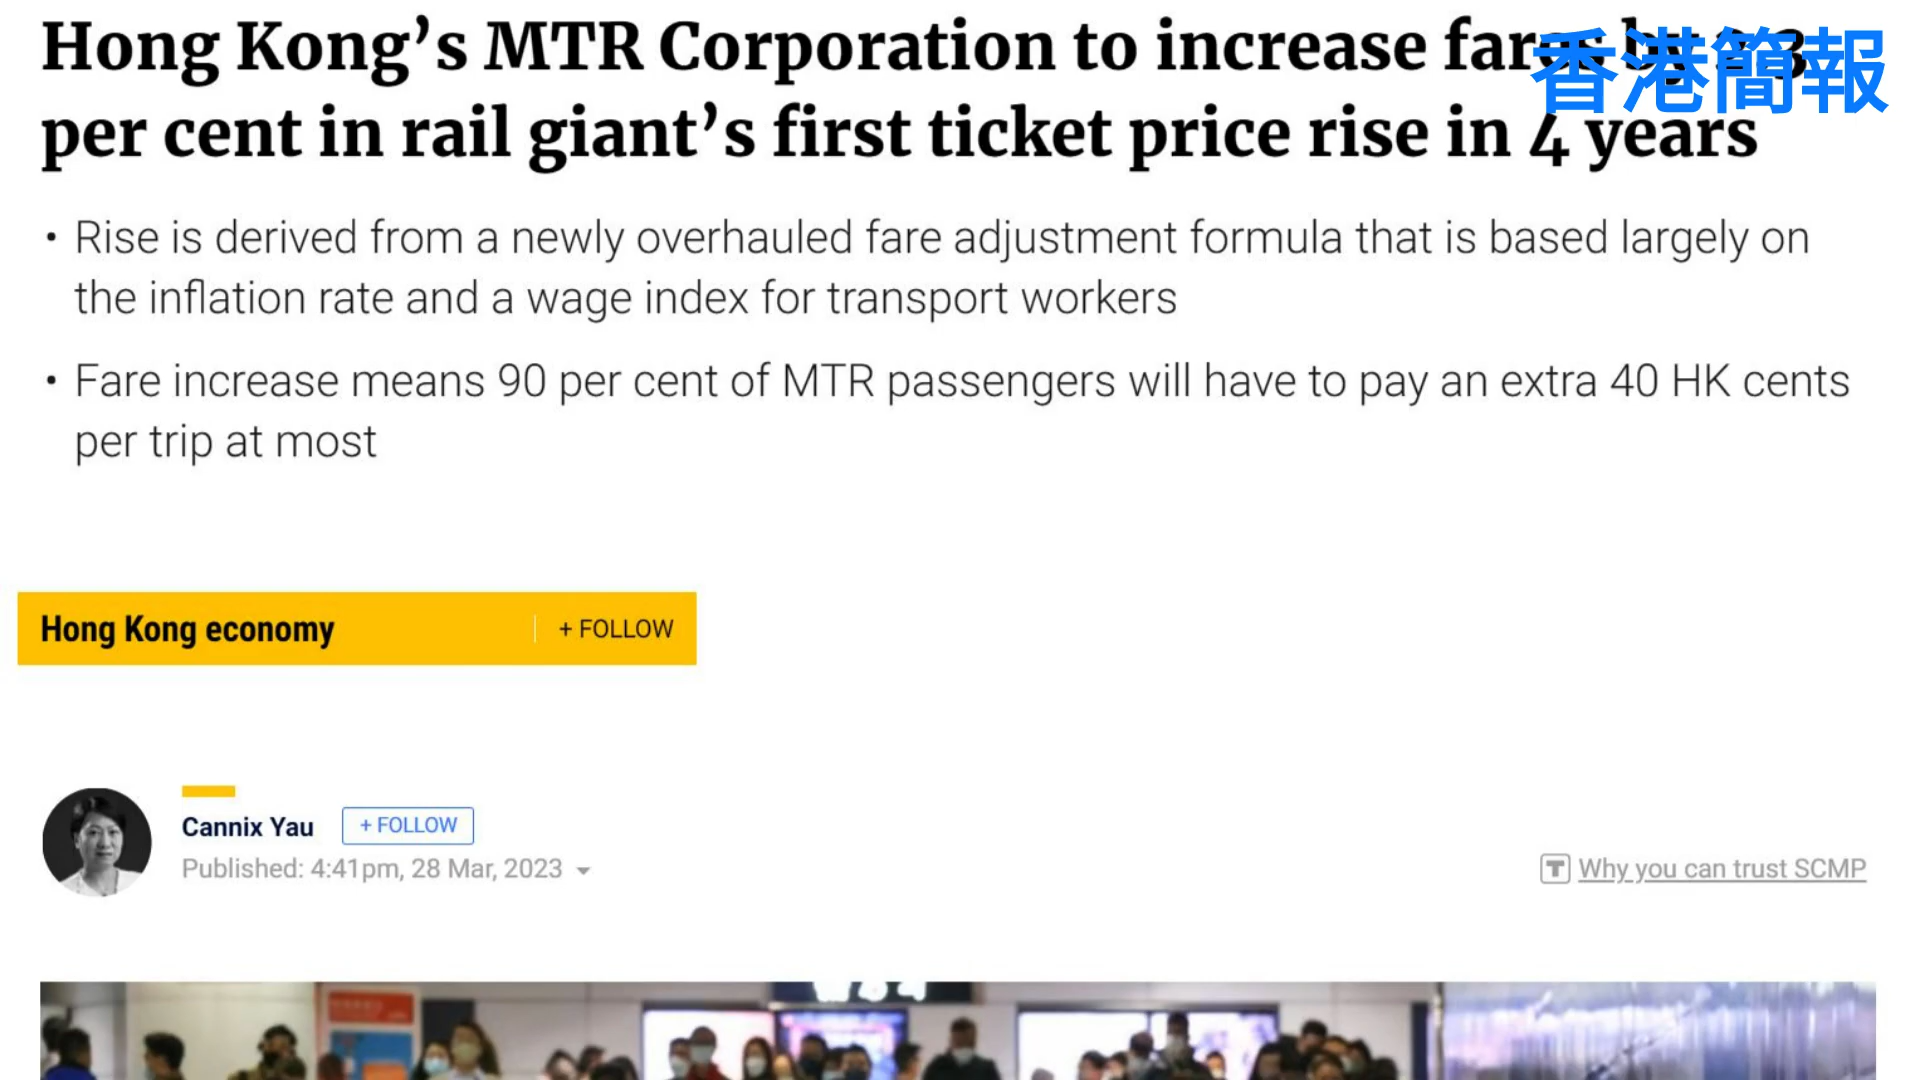 Hong Kong’s MTR Corporation to increase fares by 2.3
香港簡報
per cent in rail giant’s first ticket price rise in 4 years
• Rise is derived from a newly overhauled fare adjustment formula that is based largely on
the inflation rate and a wage index for transport workers
• Fare increase means 90 per cent of MTR passengers will have to pay an extra 40 HK cents
per trip at most
Hong Kong economy + FOLLOW
Cannix Yau + FOLLOW
Published: 4:41pm, 28 Mar, 2023
Why you can trust SCMP